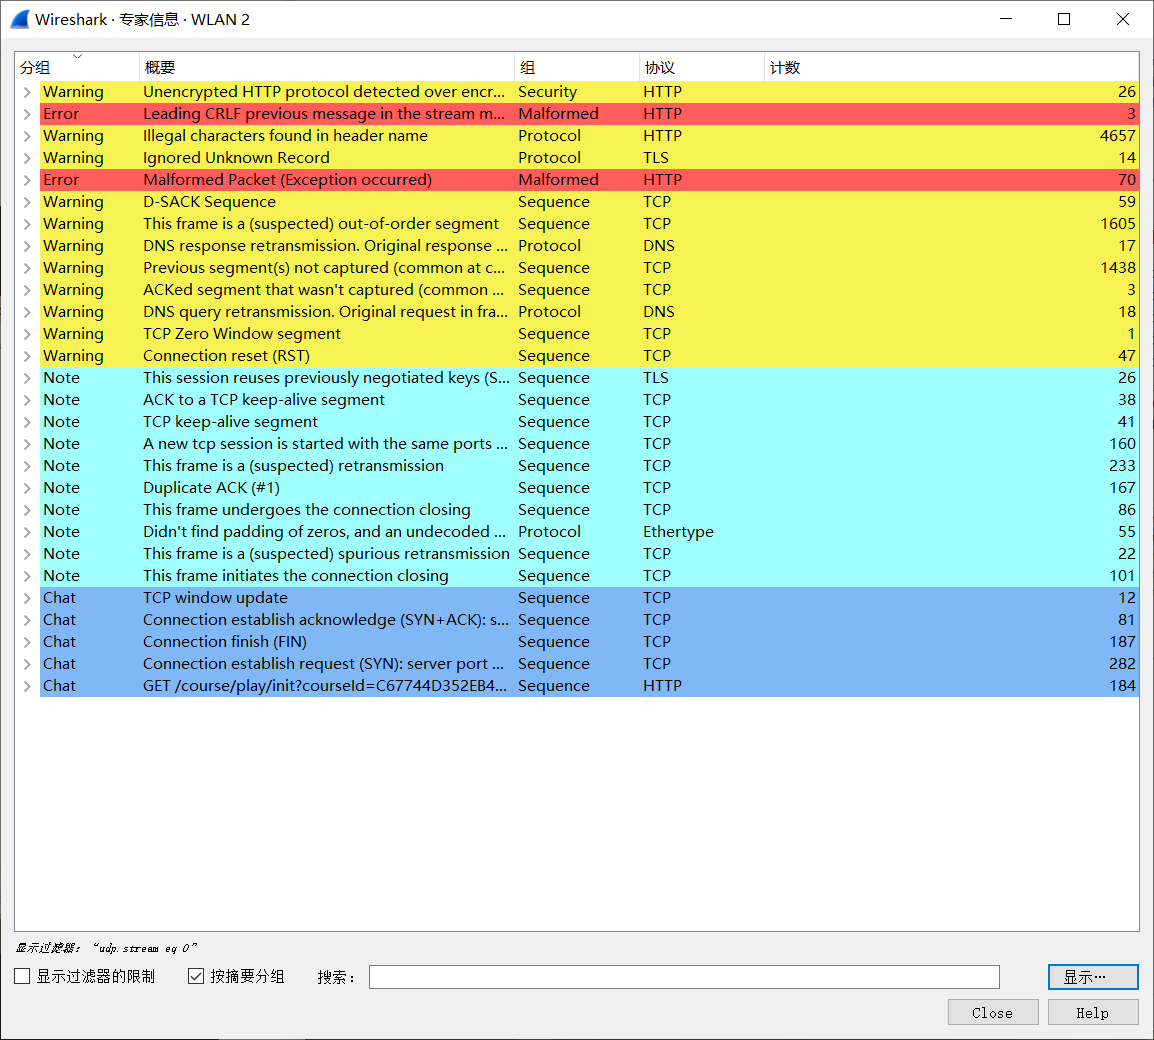 Wireshark · 专家信息 · WLAN 2
分组 概要 组 协议 计数
Warning Unencrypted HTTP protocol detected over encr... Security HTTP 26
Error Leading CRLF previous message in the stream m... Malformed HTTP 3
Warning Illegal characters found in header name Protocol HTTP 4657
Warning Ignored Unknown Record Protocol TLS 14
Error Malformed Packet (Exception occurred) Malformed HTTP 70
Warning D-SACK Sequence Sequence TCP 59
Warning This frame is a (suspected) out-of-order segment Sequence TCP 1605
Warning DNS response retransmission. Original response ... Protocol DNS 17
Warning Previous segment(s) not captured (common at c... Sequence TCP 1438
Warning ACKed segment that wasn't captured (common ... Sequence TCP 3
Warning DNS query retransmission. Original request in fra... Protocol DNS 18
Warning TCP Zero Window segment Sequence TCP 1
Warning Connection reset (RST) Sequence TCP 47
Note This session reuses previously negotiated keys (S... Sequence TLS 26
Note ACK to a TCP keep-alive segment Sequence TCP 38
Note TCP keep-alive segment Sequence TCP 41
Note A new tcp session is started with the same ports ... Sequence TCP 160
Note This frame is a (suspected) retransmission Sequence TCP 233
Note Duplicate ACK (#1) Sequence TCP 167
Note This frame undergoes the connection closing Sequence TCP 86
Note Didn't find padding of zeros, and an undecoded ... Protocol Ethertype 55
Note This frame is a (suspected) spurious retransmission Sequence TCP 22
Note This frame initiates the connection closing Sequence TCP 101
Chat TCP window update Sequence TCP 12
Chat Connection establish acknowledge (SYN+ACK): s... Sequence TCP 81
Chat Connection finish (FIN) Sequence TCP 187
Chat Connection establish request (SYN): server port ... Sequence TCP 282
Chat GET /course/play/init?courseId=C67744D352EB4... Sequence HTTP 184
显示过滤器: “udp.stream eq 0”
显示过滤器的限制 按摘要分组 搜索: 显示…
Close Help